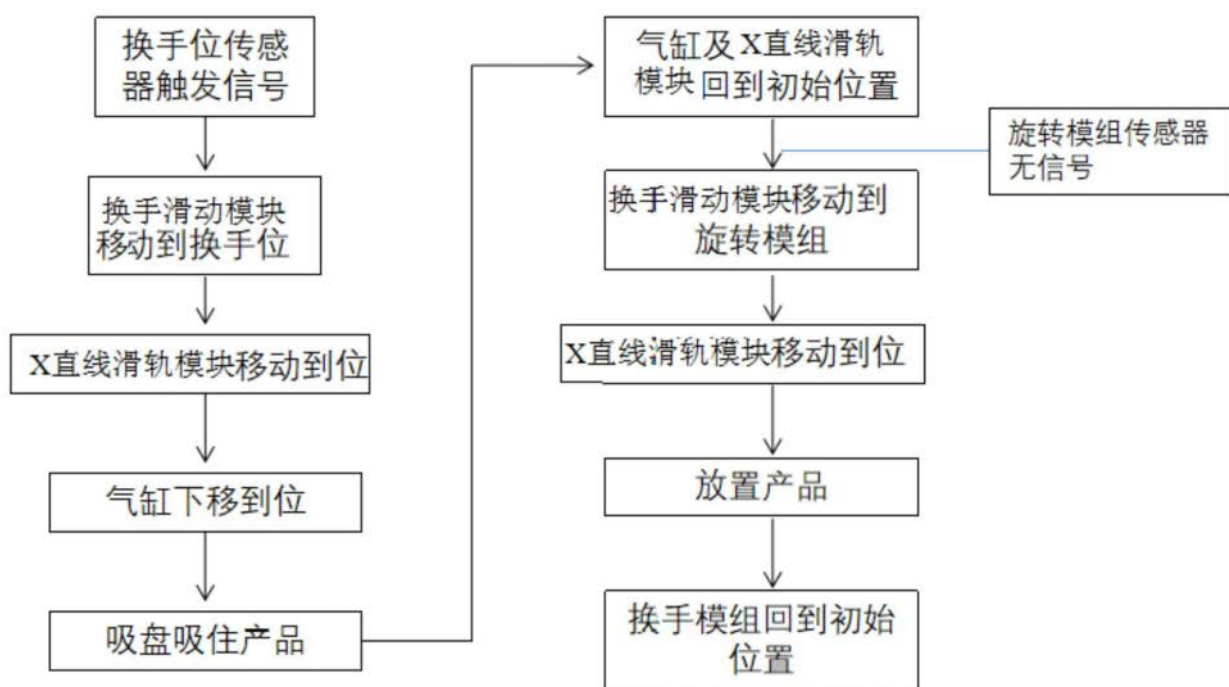 换手位传感
器触发信号
换手滑动模块
移动到换手位
X直线滑轨模块移动到位
气缸下移到位
吸盘吸住产品
气缸及X直线滑轨
模块回到初始位置
旋转模组传感器
无信号
换手滑动模块移动到
旋转模组
X直线滑轨模块移动到位
放置产品
换手模组回到初始
位置